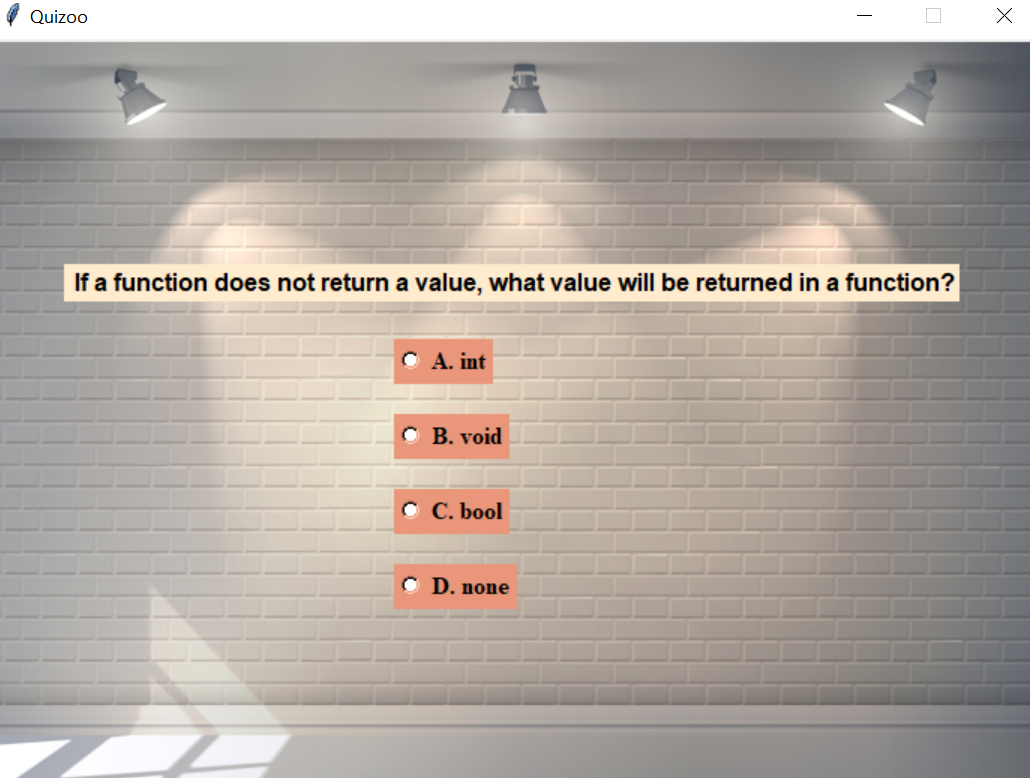 Quizoo
If a function does not return a value, what value will be returned in a function?
A. int
B. void
C. bool
D. none